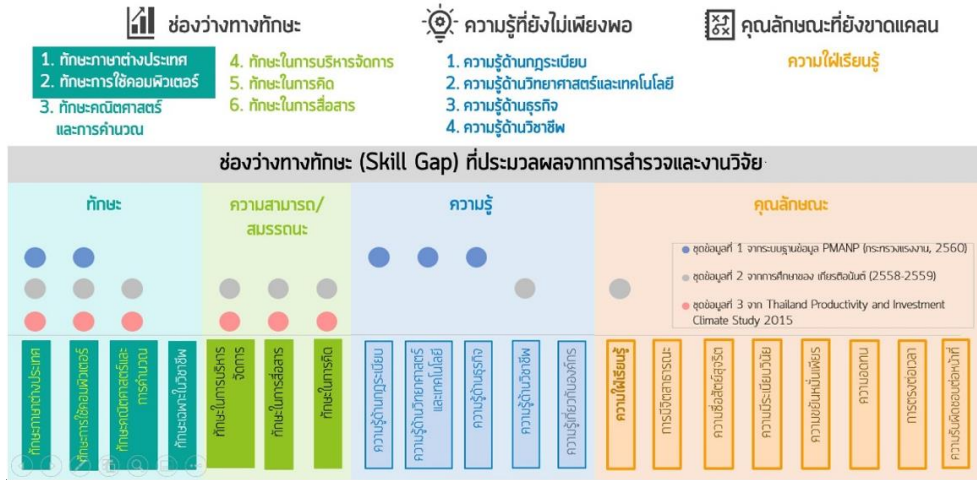 ช่องว่างทางทักษะ
1. ทักษะภาษาต่างประเทศ
2. ทักษะการใช้คอมพิวเตอร์
3. ทักษะคณิตศาสตร์
และการคำนวณ
4. ทักษะในการบริหารจัดการ
5. ทักษะในการคิด
6. ทักษะในการสื่อสาร
ความรู้ที่ยังไม่เพียงพอ
1. ความรู้ด้านกฎระเบียบ
2. ความรู้ด้านวิทยาศาสตร์และเทคโนโลยี
3. ความรู้ด้านธุรกิจ
4. ความรู้ด้านวิชาชีพ
คุณลักษณะที่ยังขาดแคลน
ความใฝ่เรียนรู้
ช่องว่างทางทักษะ (Skill Gap) ที่ประมวลผลจากการสำรวจและงานวิจัย
ทักษะ
ความสามารถ/
สมรรถนะ
ความรู้
คุณลักษณะ
ชุดข้อมูลที่ 1 จากระบบฐานข้อมูล PMANP (กระทรวงแรงงาน, 2560)
ชุดข้อมูลที่ 2 จากการศึกษาของ เกียรติอนันต์ (2558-2559)
ชุดข้อมูลที่ 3 จาก Thailand Productivity and Investment
Climate Study 2015
ทักษะภาษาต่างประเทศ
ทักษะการใช้คอมพิวเตอร์
ทักษะคณิตศาสตร์และ
การคำนวณ
ทักษะเฉพาะในวิชาชีพ
ทักษะในการบริหาร
จัดการ
ทักษะในการสื่อสาร
ทักษะในการคิด
ความรู้ด้านกฎระเบียบ
ความรู้ด้านวิทยาศาสตร์
และเทคโนโลยี
ความรู้ด้านธุรกิจ
ความรู้ด้านวิชาชีพ
ความรู้เกี่ยวกับองค์กร
ความใฝ่เรียนรู้
การมีจิตสาธารณะ
ความซื่อสัตย์สุจริต
ความมีระเบียบวินัย
ความขยันหมั่นเพียร
ความอดทน
การตรงต่อเวลา
ความรับผิดชอบต่อหน้าที่